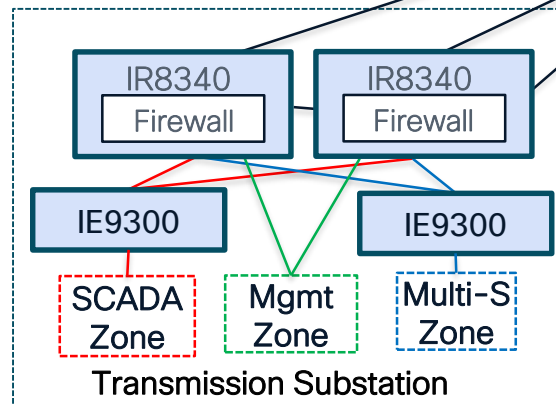 IR8340
Firewall
IR8340
Firewall
IE9300
IE9300
SCADA
Zone
Mgmt
Zone
Multi-S
Zone
Transmission Substation